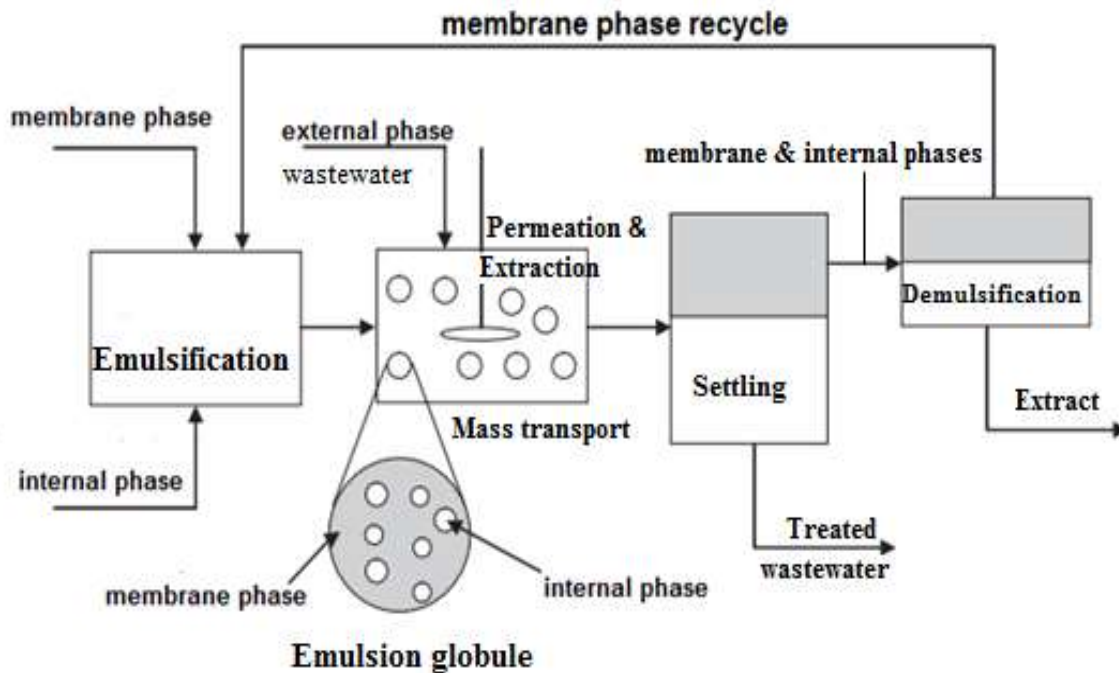 membrane phase recycle
membrane phase
external phase
wastewater
membrane & internal phases
Permeation &
Extraction
Demulsification
Emulsification
Settling
Mass transport
Extract
internal phase
Treated
wastewater
membrane phase
internal phase
Emulsion globule